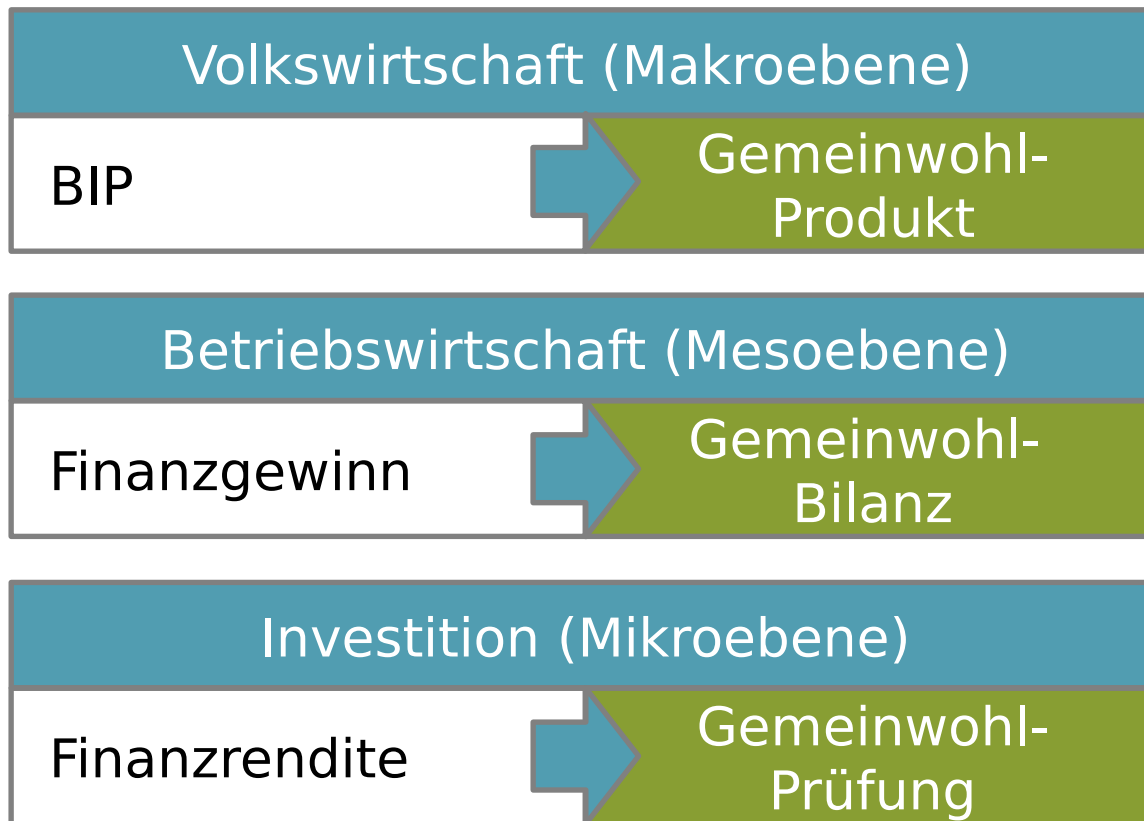 Volkswirtschaft (Makroebene)
BIP
Gemeinwohl-
Produkt
Betriebswirtschaft (Mesoebene)
Finanzgewinn
Gemeinwohl-
Bilanz
Investition (Mikroebene)
Finanzrendite
Gemeinwohl-
Prüfung